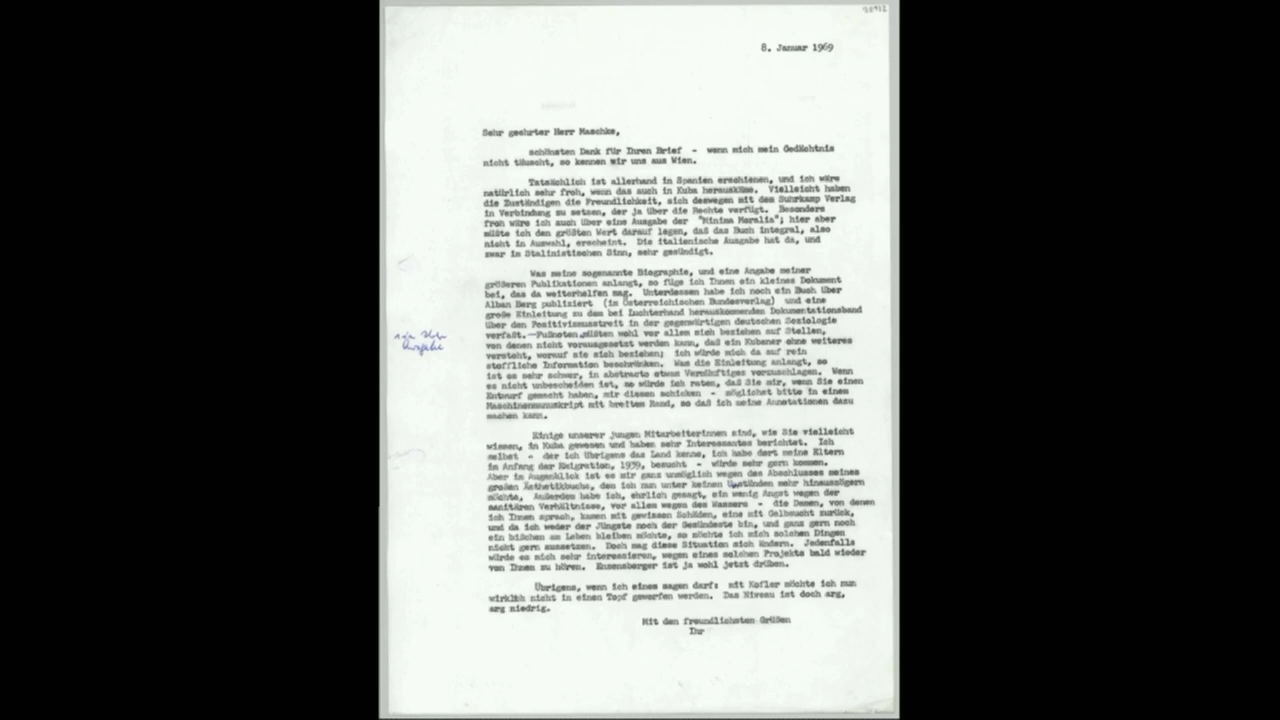 8. Januar 1969
Sehr geehrter Herr Maschke,
schönsten Dank für Ihren Brief - wenn mich mein Gedächtnis
nicht täuscht, so kennen wir uns aus Wien.
Tatsächlich ist allerhand in Spanien erschienen, und ich wäre
natürlich sehr froh, wenn das auch in Kuba herauskäme. Vielleicht haben
die Zuständigen die Freundlichkeit, sich deswegen mit dem Suhrkamp Verlag
in Verbindung zu setzen, der ja über die Rechte verfügt. Besonders
froh wäre ich auch über eine Ausgabe der "Minima Moralia"; hier aber
müßte ich den größten Wert darauf legen, daß das Buch integral, also
nicht in Auswahl, erscheint. Die italienische Ausgabe hat da, und
zwar im Stalinistischen Sinn, sehr gesündigt.
Was meine sogenannte Biographie, und eine Angabe meiner
größeren Publikationen anlangt, so füge ich Ihnen ein kleines Dokument
bei, das da weiterhelfen mag. Unterdessen habe ich noch ein Buch über
Alban Berg publiziert (im Österreichischen Bundesverlag) und eine
große Einleitung zu dem bei Luchterhand herauskommenden Dokumentationsband
über den Positivismusstreit in der gegenwärtigen deutschen Soziologie
verfaßt. - Fußnoten müßten wohl vor allem sich beziehen auf Stellen,
von denen nicht vorausgesetzt werden kann, daß ein Kubaner ohne weiteres
versteht, worauf sie sich beziehen; ich würde mich da auf rein
stoffliche Information beschränken. Was die Einleitung anlangt, so
ist es sehr schwer, in abstracto etwas Vernünftiges vorzuschlagen. Wenn
es nicht unbescheiden ist, so würde ich raten, daß Sie mir, wenn Sie einen
Entwurf gemacht haben, mir diesen schicken - möglichst bitte in einem
Maschinenmanuskript mit breitem Rand, so daß ich meine Annotationen dazu
machen kann.
Einige unserer jungen Mitarbeiterinnen sind, wie Sie vielleicht
wissen, in Kuba gewesen und haben sehr Interessantes berichtet. Ich
selbst - der ich übrigens das Land kenne, ich habe dort meine Eltern
im Anfang der Emigration, 1939, besucht - würde sehr gern kommen.
Aber im Augenblick ist es mir ganz unmöglich wegen des Abschlusses meines
großen Ästhetikbuchs, den ich nun unter keinen Umständen mehr hinauszögern
möchte. Außerdem habe ich, ehrlich gesagt, ein wenig Angst wegen der
sanitären Verhältnisse, vor allem wegen des Wassers - die Damen, von denen
ich Ihnen sprach, kamen mit gewissen Schäden, eine mit Gelbsucht zurück,
und da ich weder der Jüngste noch der Gesündeste bin, und ganz gern noch
ein bißchen am Leben bleiben möchte, so möchte ich mich solchen Dingen
nicht gern aussetzen. Doch mag diese Situation sich ändern. Jedenfalls
würde es mich sehr interessieren, wegen eines solchen Projekts bald wieder
von Ihnen zu hören. Enzensberger ist ja wohl jetzt drüben.
Übrigens, wenn ich eines sagen darf: mit Kofler möchte ich nun
wirklich nicht in einen Topf geworfen werden. Das Niveau ist doch arg,
arg niedrig.
Mit den freundlichsten Grüßen
Ihr